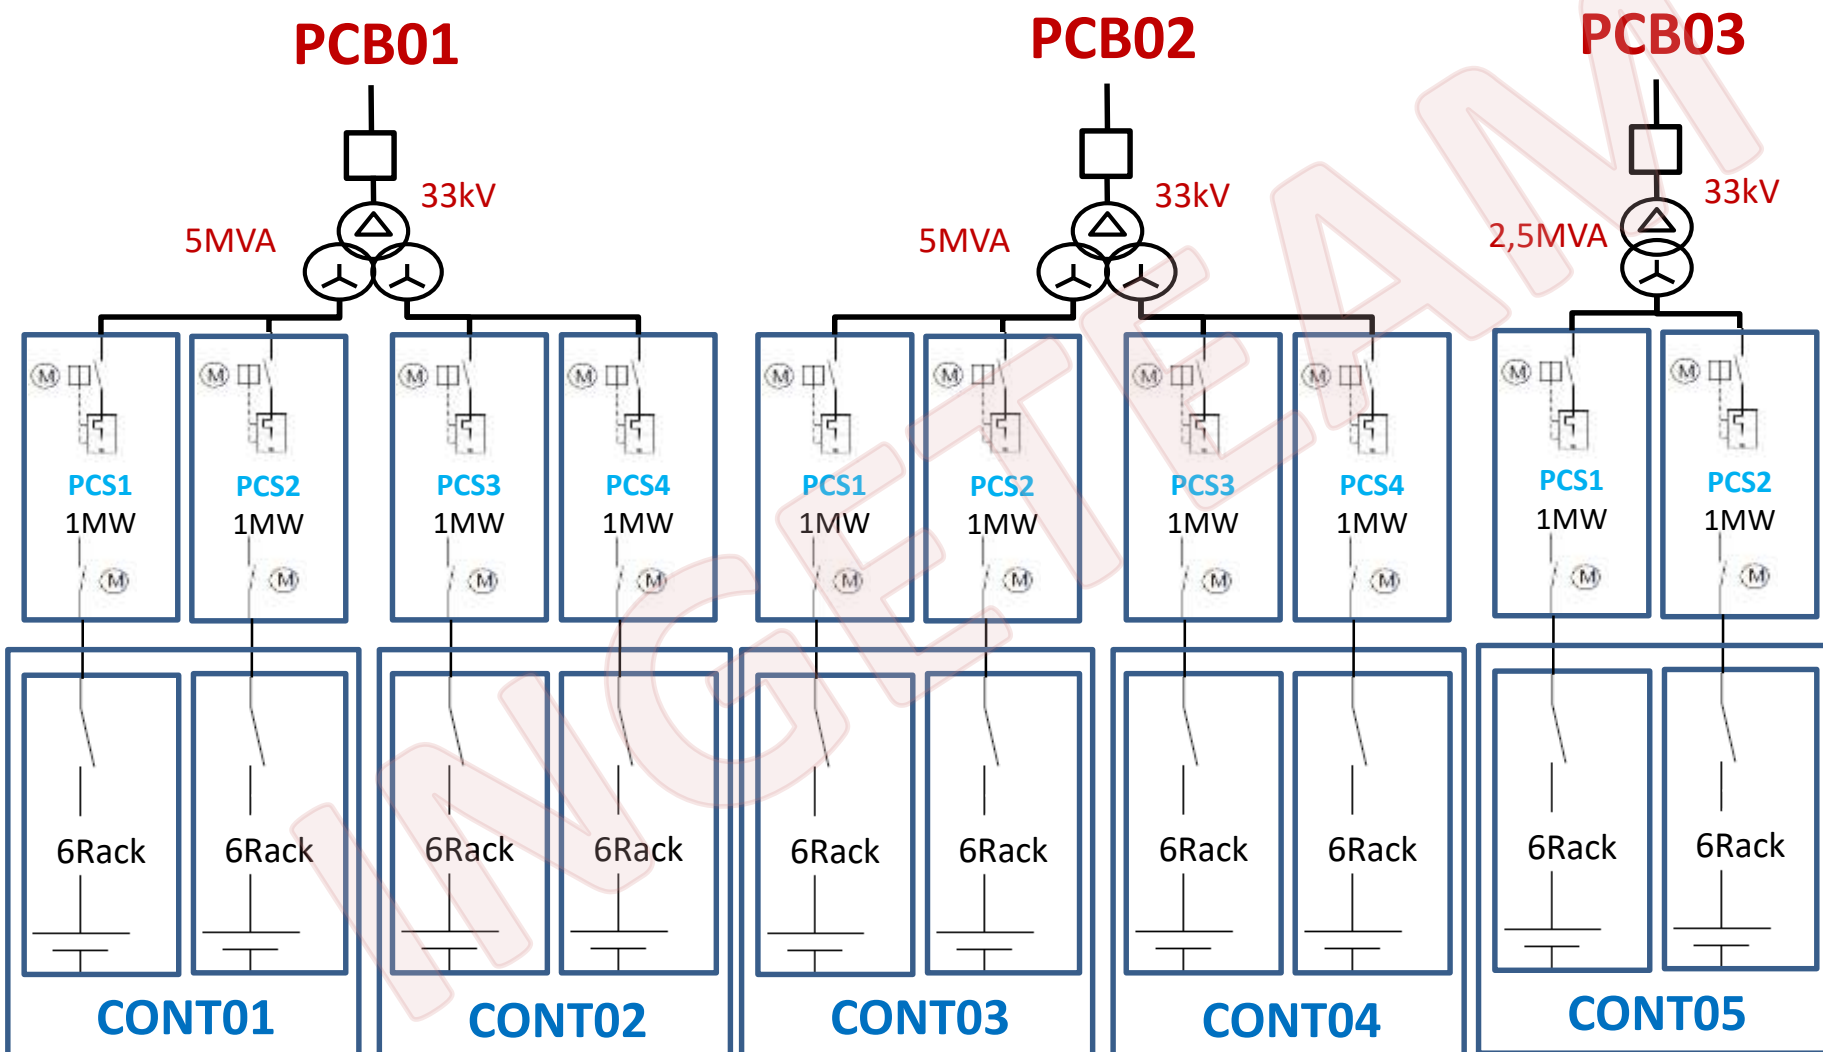 PCB01 PCB02 PCB03
33kV 33kV 33kV
5MVA 5MVA 2,5MVA
M M M M M M M M M M
PCS1 PCS2 PCS3 PCS4 PCS1 PCS2 PCS3 PCS4 PCS1 PCS2
1MW 1MW 1MW 1MW 1MW 1MW 1MW 1MW 1MW 1MW
M M M M M M M M M M
6Rack 6Rack 6Rack 6Rack 6Rack 6Rack 6Rack 6Rack 6Rack 6Rack
CONT01 CONT02 CONT03 CONT04 CONT05
INGETEAM